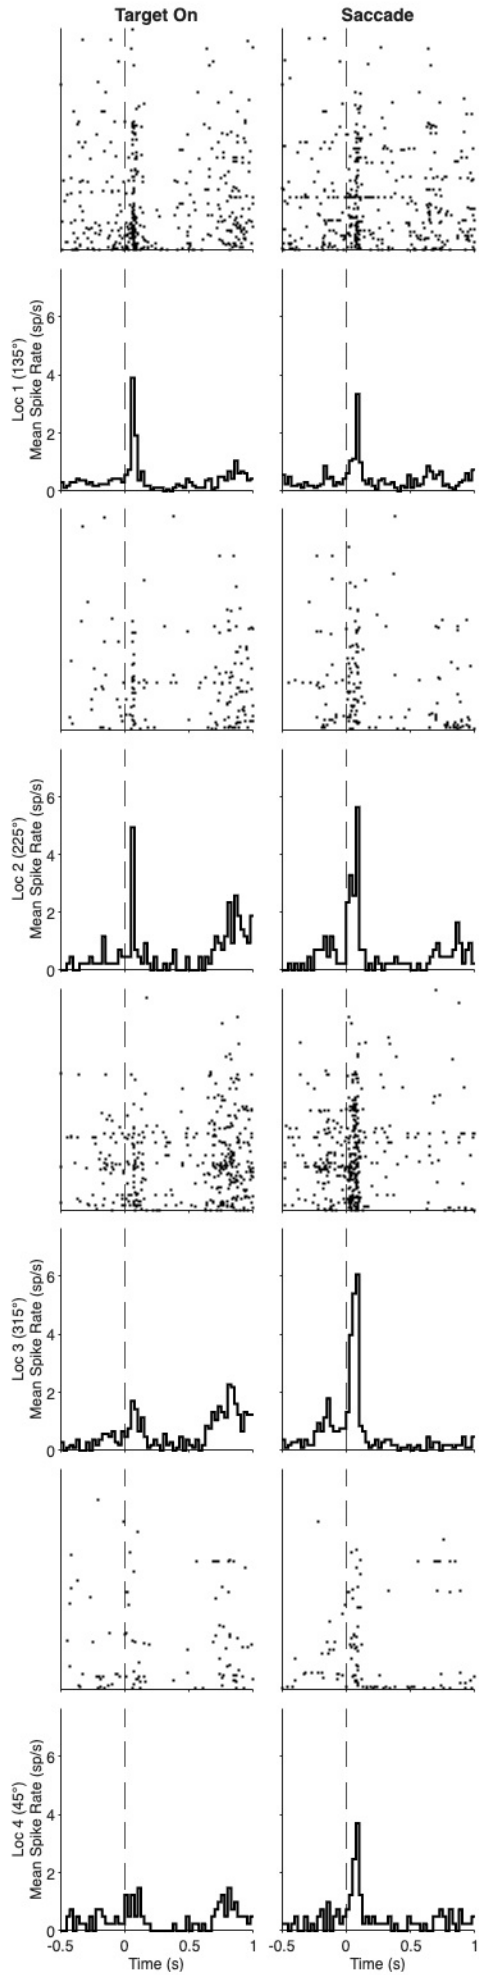 Target On
Saccade
Loc 1 (135°)
Mean Spike Rate (sp/s)
6
4
2
0
Loc 2 (225°)
Mean Spike Rate (sp/s)
6
4
2
0
Loc 3 (315°)
Mean Spike Rate (sp/s)
6
4
2
0
Loc 4 (45°)
Mean Spike Rate (sp/s)
6
4
2
0
-0.5 0 0.5 1
-0.5 0 0.5 1
Time (s)
Time (s)